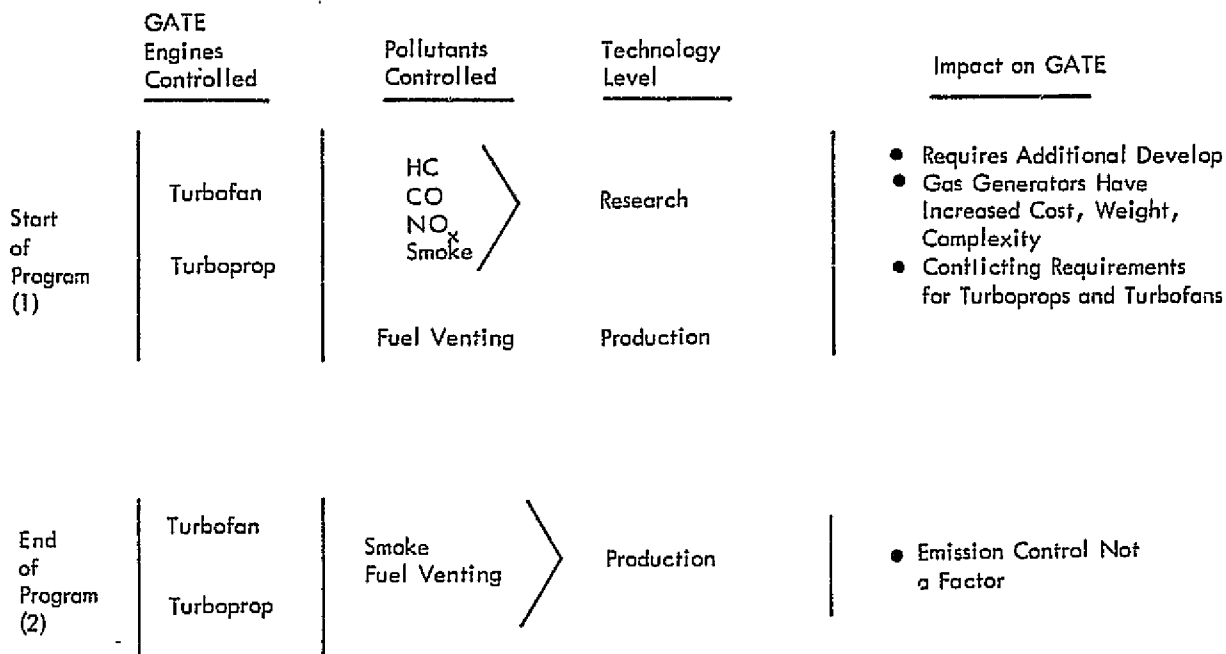 GATE
Engines
Controlled
Pollutants
Controlled
Technology
Level
Impact on GATE
Start
of
Program
(1)
Turbofan
Turboprop
HC
CO
NOx
Smoke
Research
Fuel Venting
Production
• Requires Additional Develop
• Gas Generators Have
Increased Cost, Weight,
Complexity
• Conflicting Requirements
for Turboprops and Turbofans
End
of
Program
(2)
Turbofan
Turboprop
Smoke
Fuel Venting
Production
• Emission Control Not
a Factor